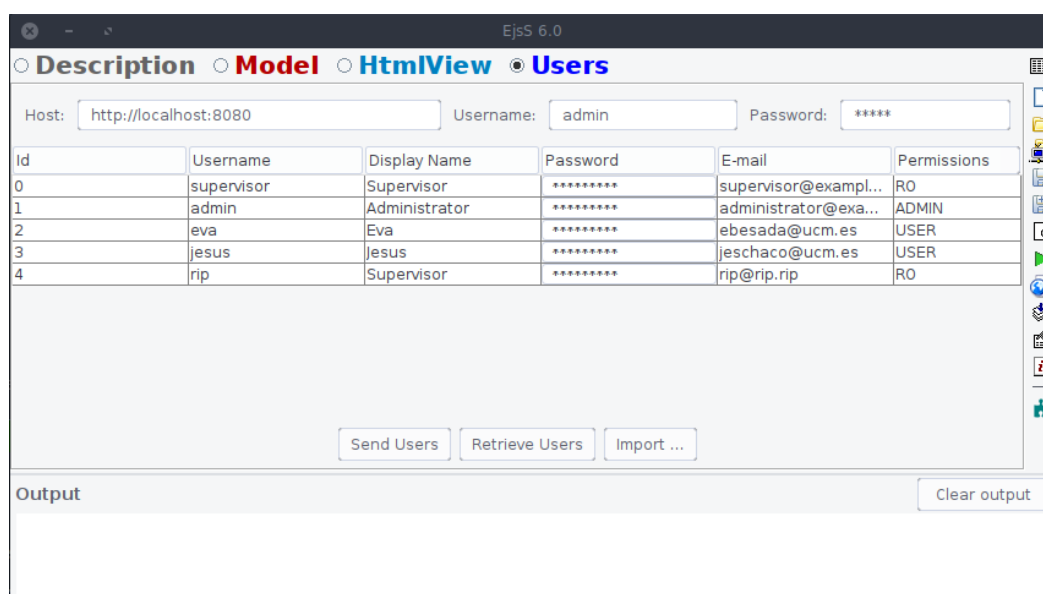 EjsS 6.0
Description Model HtmlView Users
Host: http://localhost:8080 Username: admin Password: *****
Id Username Display Name Password E-mail Permissions
0 supervisor Supervisor ********* supervisor@exampl... RO
1 admin Administrator ********* administrator@exa... ADMIN
2 eva Eva ********* ebesada@ucm.es USER
3 jesus Jesus ********* jeschaco@ucm.es USER
4 rip Supervisor ********* rip@rip.rip RO
Send Users Retrieve Users Import ...
Output Clear output